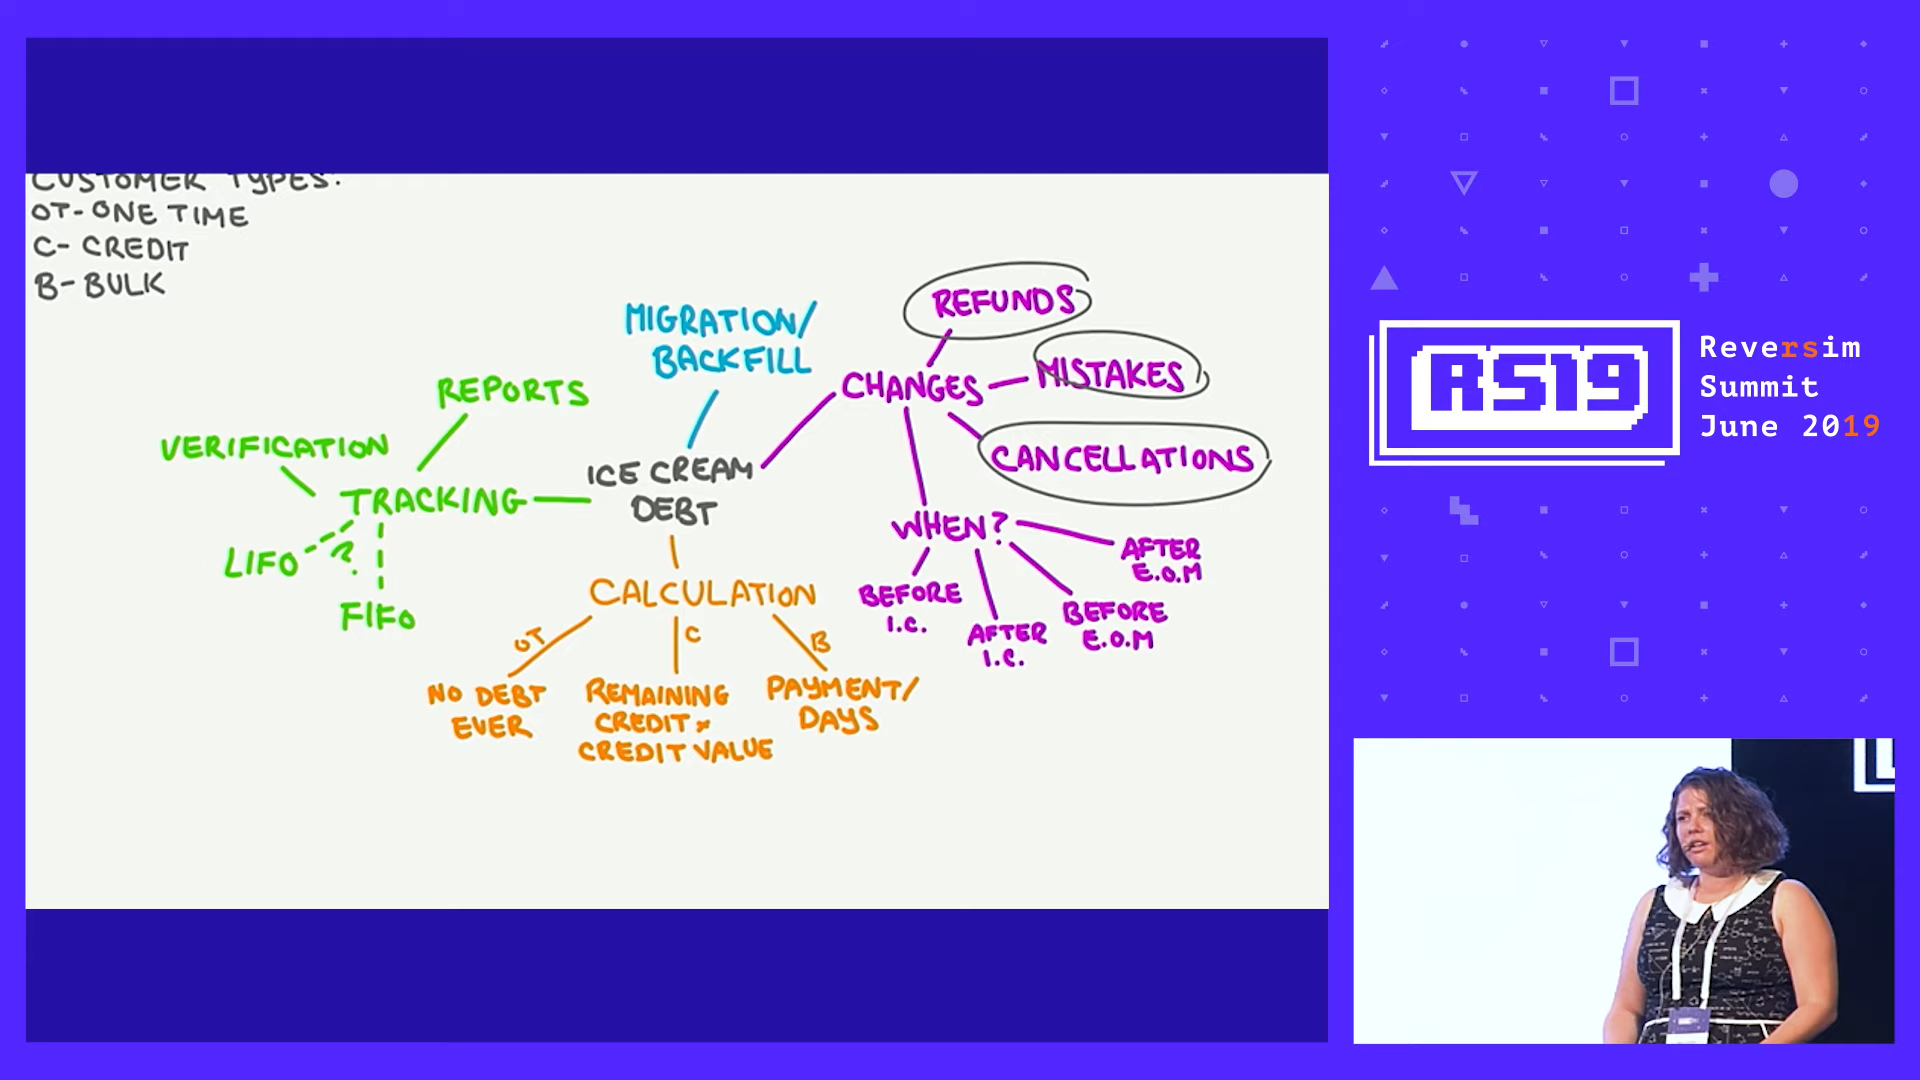 CUSTOMER TYPES:
OT- ONE TIME
C- CREDIT
B- BULK
MIGRATION/
BACKFILL
REPORTS
VERIFICATION
TRACKING
LIFO
?
FIFO
ICE CREAM
DEBT
CALCULATION
OT
C
B
NO DEBT
EVER
REMAINING
CREDIT ×
CREDIT VALUE
PAYMENT/
DAYS
REFUNDS
CHANGES
MISTAKES
CANCELLATIONS
WHEN?
BEFORE
I.C.
AFTER
I.C.
BEFORE
E.O.M
AFTER
E.O.M
RS19
Reversim
Summit
June 2019